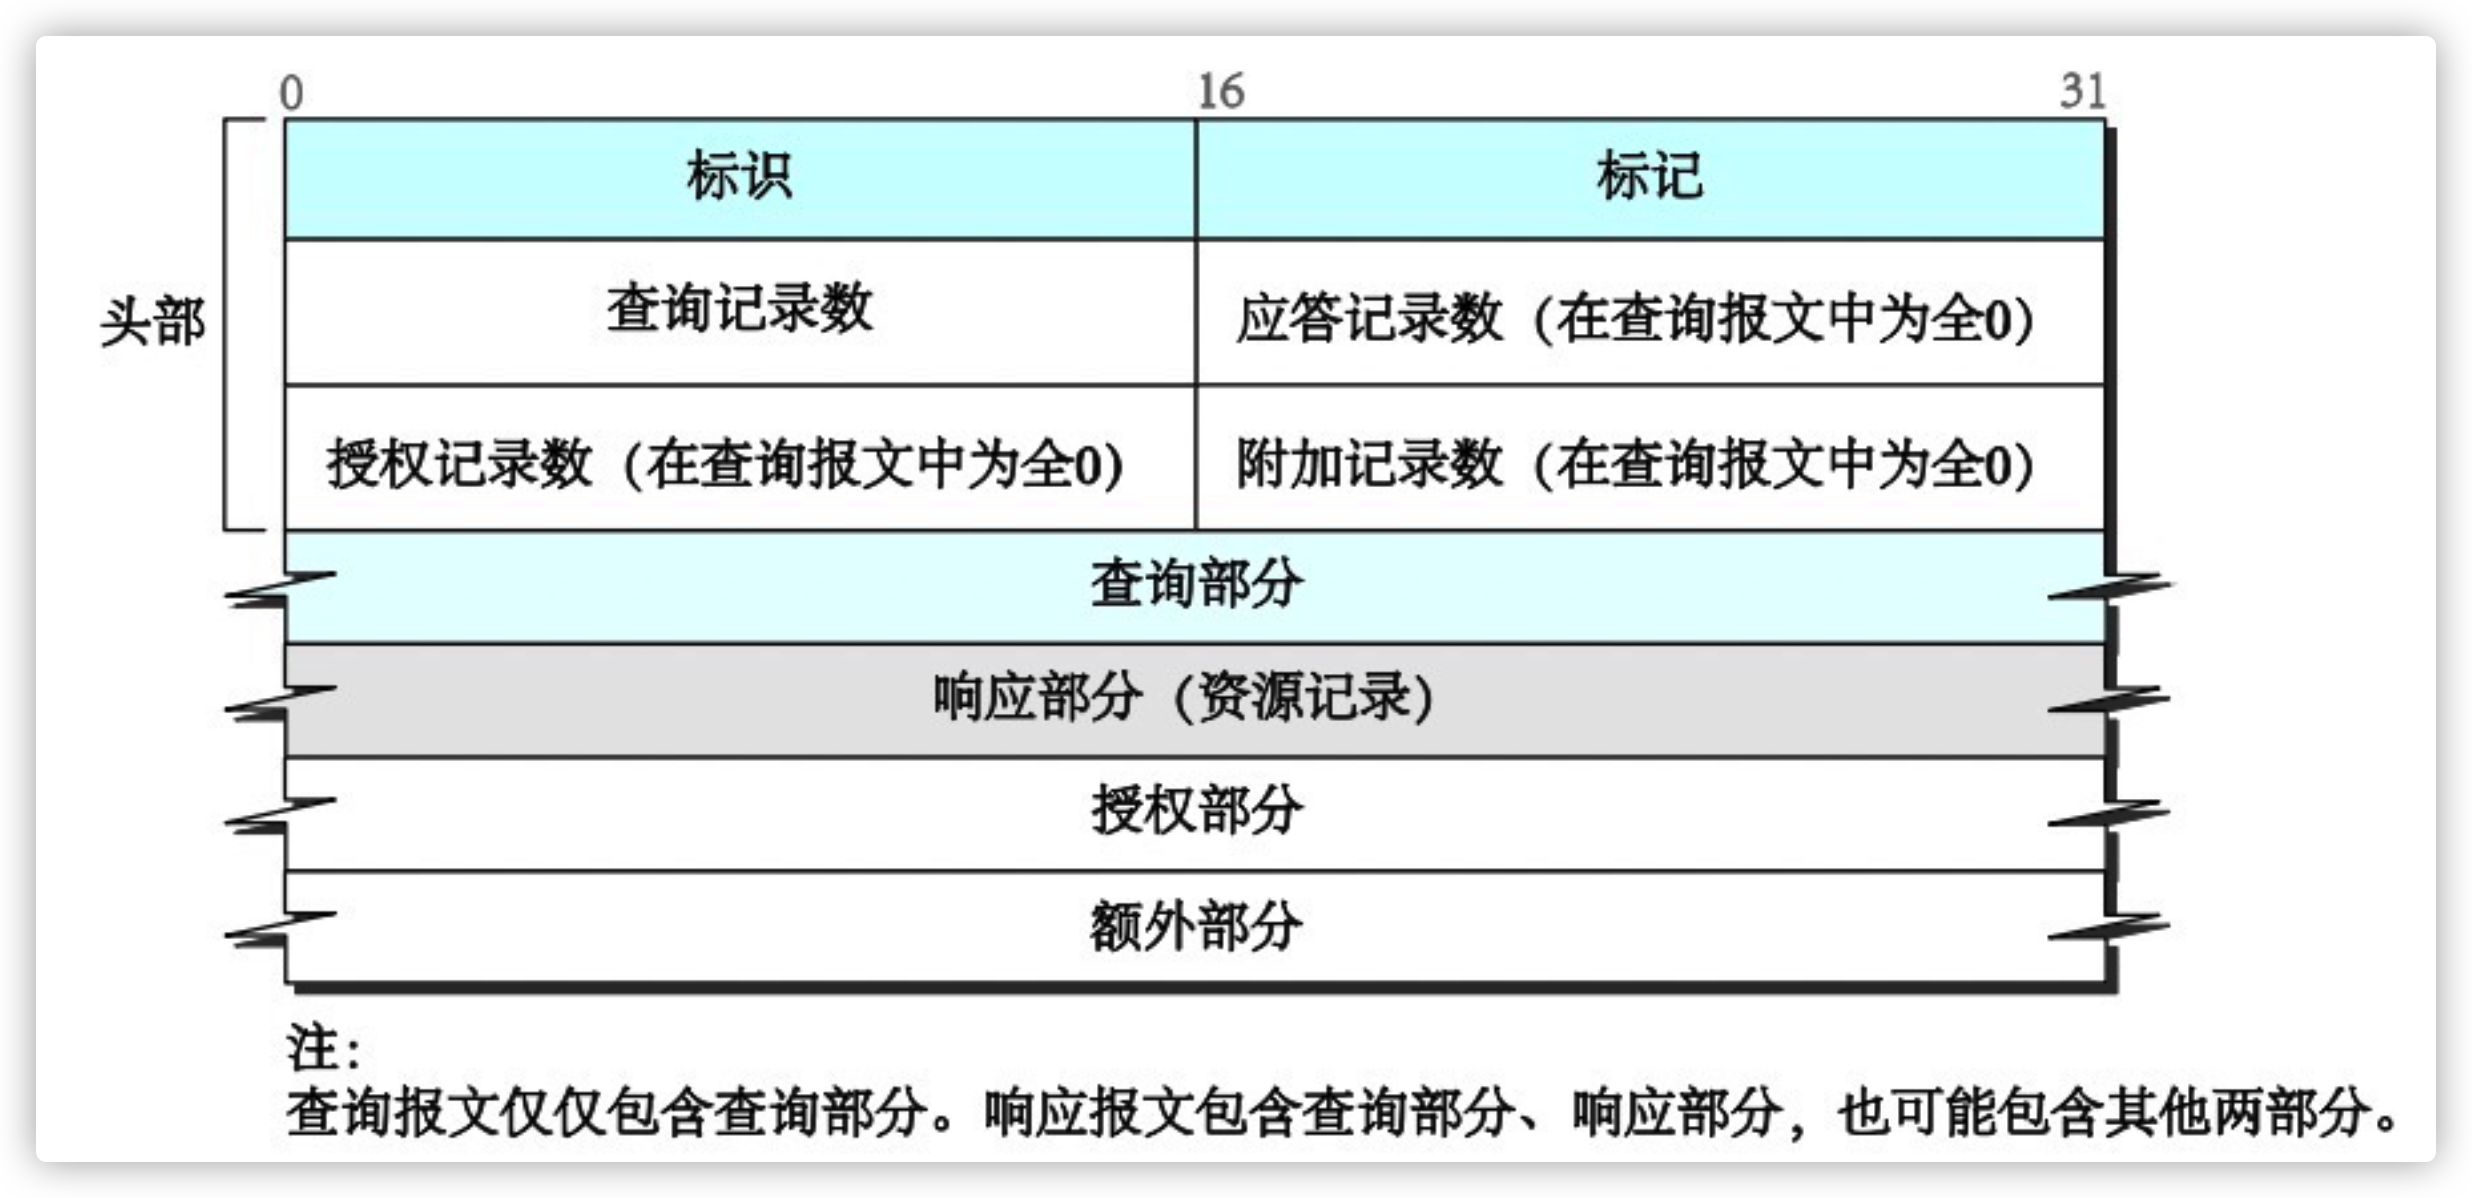 0 16 31
标识 标记
头部
查询记录数 应答记录数（在查询报文中为全0）
授权记录数（在查询报文中为全0） 附加记录数（在查询报文中为全0）
查询部分
响应部分（资源记录）
授权部分
额外部分
注：
查询报文仅仅包含查询部分。响应报文包含查询部分、响应部分，也可能包含其他两部分。